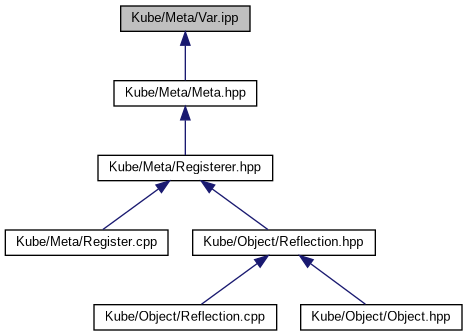 Kube/Meta/Var.ipp
Kube/Meta/Meta.hpp
Kube/Meta/Registerer.hpp
Kube/Meta/Register.cpp
Kube/Object/Reflection.hpp
Kube/Object/Reflection.cpp
Kube/Object/Object.hpp